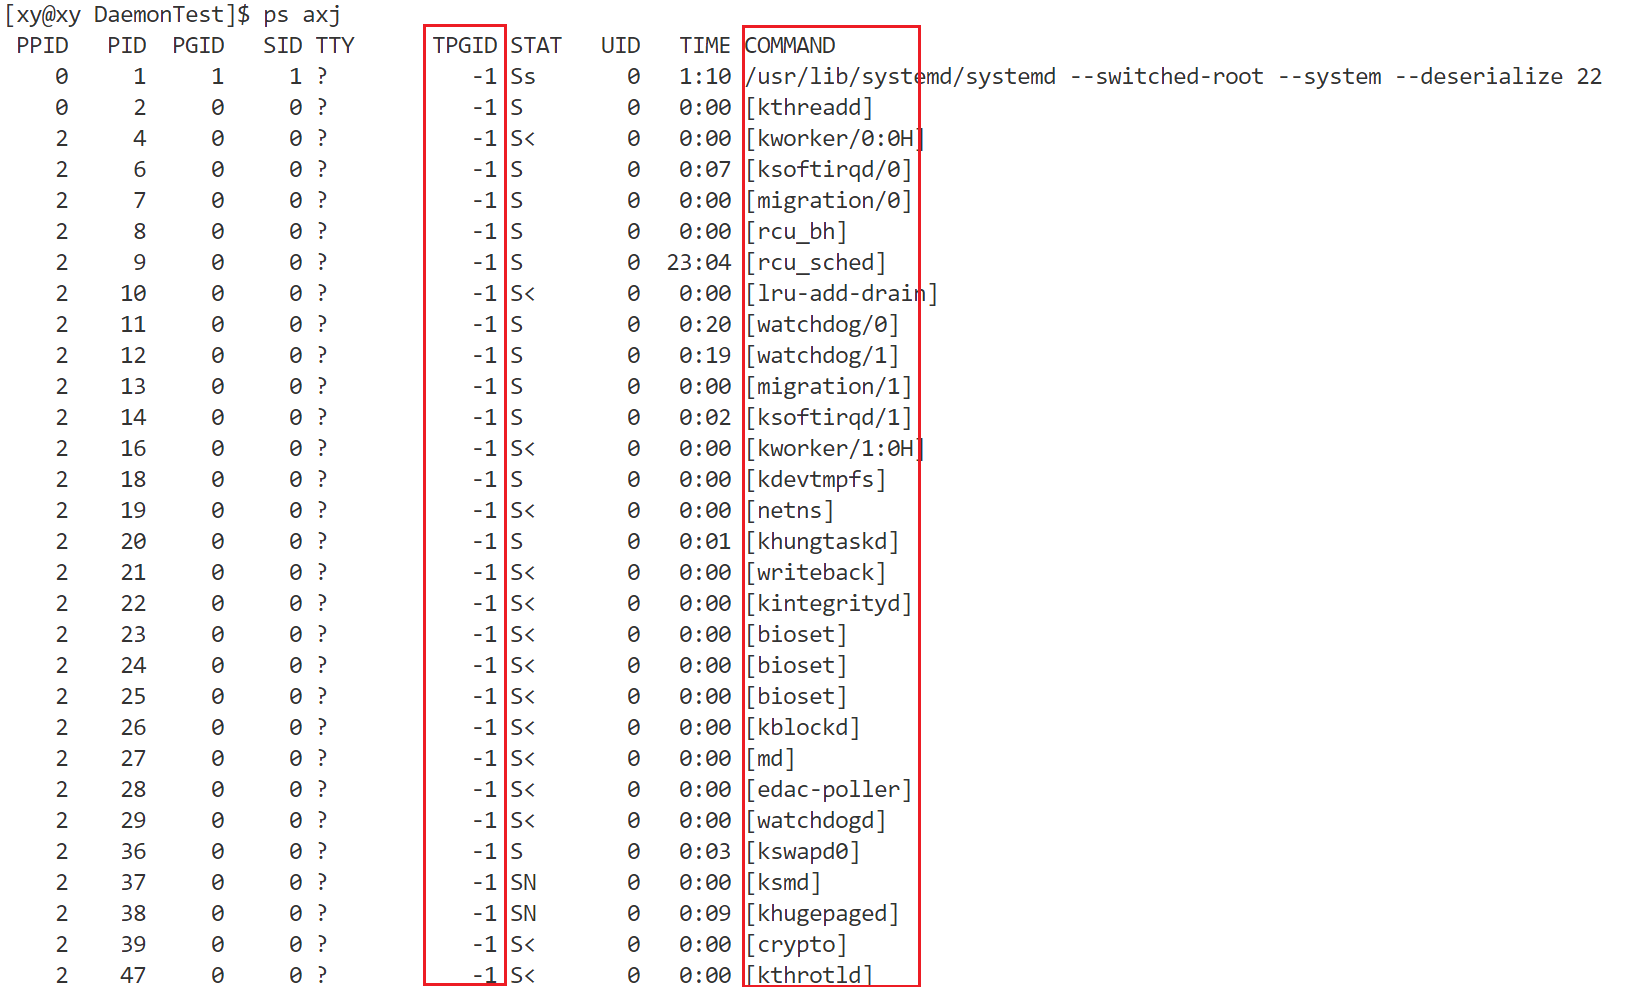 [xy@xy DaemonTest]$ ps axj
PPID PID PGID SID TTY TPGID STAT UID TIME COMMAND
0 1 1 1 ? -1 Ss 0 1:10 /usr/lib/systemd/systemd --switched-root --system --deserialize 22
0 2 0 0 ? -1 S 0 0:00 [kthreadd]
2 4 0 0 ? -1 S< 0 0:00 [kworker/0:0H]
2 6 0 0 ? -1 S 0 0:07 [ksoftirqd/0]
2 7 0 0 ? -1 S 0 0:00 [migration/0]
2 8 0 0 ? -1 S 0 0:00 [rcu_bh]
2 9 0 0 ? -1 S 0 23:04 [rcu_sched]
2 10 0 0 ? -1 S< 0 0:00 [lru-add-drain]
2 11 0 0 ? -1 S 0 0:20 [watchdog/0]
2 12 0 0 ? -1 S 0 0:19 [watchdog/1]
2 13 0 0 ? -1 S 0 0:00 [migration/1]
2 14 0 0 ? -1 S 0 0:02 [ksoftirqd/1]
2 16 0 0 ? -1 S< 0 0:00 [kworker/1:0H]
2 18 0 0 ? -1 S 0 0:00 [kdevtmpfs]
2 19 0 0 ? -1 S< 0 0:00 [netns]
2 20 0 0 ? -1 S 0 0:01 [khungtaskd]
2 21 0 0 ? -1 S< 0 0:00 [writeback]
2 22 0 0 ? -1 S< 0 0:00 [kintegrityd]
2 23 0 0 ? -1 S< 0 0:00 [bioset]
2 24 0 0 ? -1 S< 0 0:00 [bioset]
2 25 0 0 ? -1 S< 0 0:00 [bioset]
2 26 0 0 ? -1 S< 0 0:00 [kblockd]
2 27 0 0 ? -1 S< 0 0:00 [md]
2 28 0 0 ? -1 S< 0 0:00 [edac-poller]
2 29 0 0 ? -1 S< 0 0:00 [watchdogd]
2 36 0 0 ? -1 S 0 0:03 [kswapd0]
2 37 0 0 ? -1 SN 0 0:00 [ksmd]
2 38 0 0 ? -1 SN 0 0:09 [khugepaged]
2 39 0 0 ? -1 S< 0 0:00 [crypto]
2 47 0 0 ? -1 S< 0 0:00 [kthrotld]